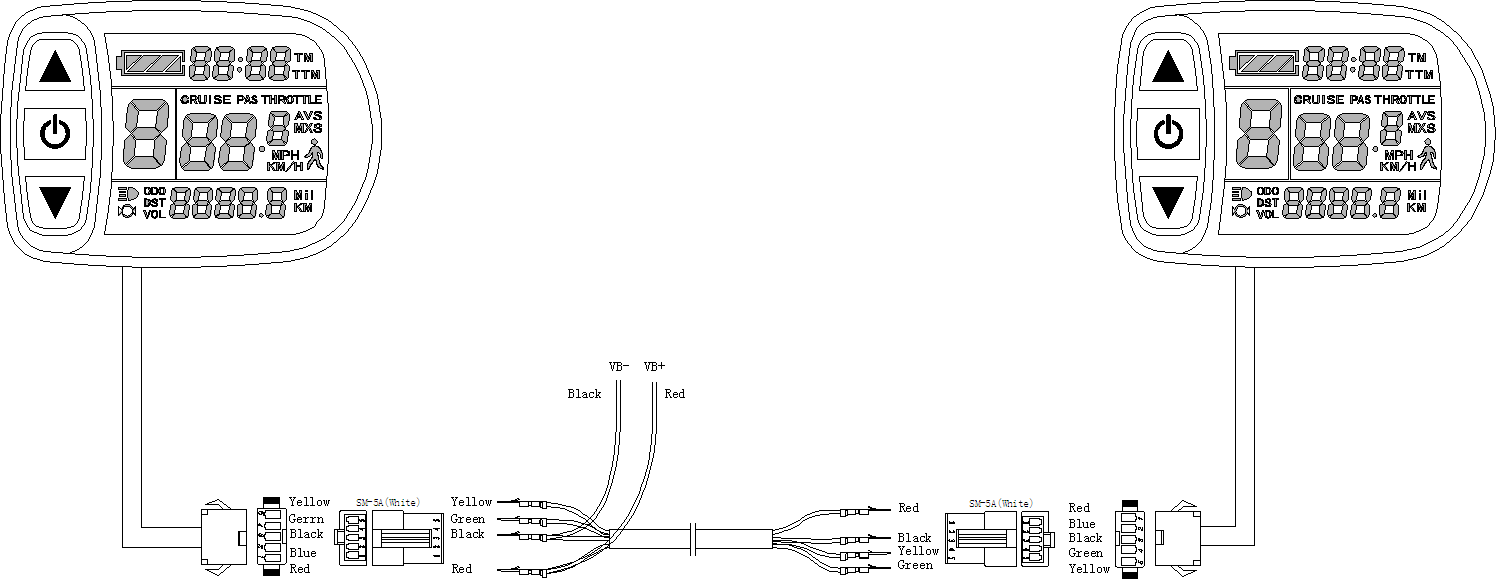 TM
TTM
CRUISE PAS THROTTLE
AVS
MXS
MPH
KM/H
ODO
DST
VOL
Mil
KM
TM
TTM
CRUISE PAS THROTTLE
AVS
MXS
MPH
KM/H
ODO
DST
VOL
Mil
KM
VB- VB+
Black Red
Yellow
Gerrn
Black
Blue
Red
SM-5A(White)
Yellow
Green
Black
Red
Red
Black
Yellow
Green
SM-5A(White)
Red
Blue
Black
Green
Yellow